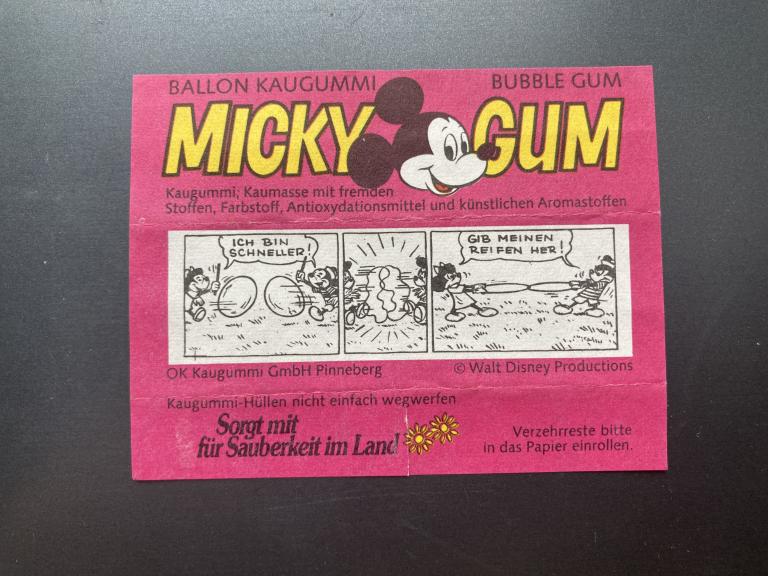 BALLON KAUGUMMI BUBBLE GUM
MICKY GUM
Kaugummi, Kaumasse mit fremden
Stoffen, Farbstoff, Antioxydationsmittel und künstlichen Aromastoffen
ICH BIN
SCHNELLER!
GIB MEINEN
REIFEN HER!
OK Kaugummi GmbH Pinneberg © Walt Disney Productions
Kaugummi-Hüllen nicht einfach wegwerfen
Sorgt mit
für Sauberkeit im Land
Verzehrreste bitte
in das Papier einrollen.